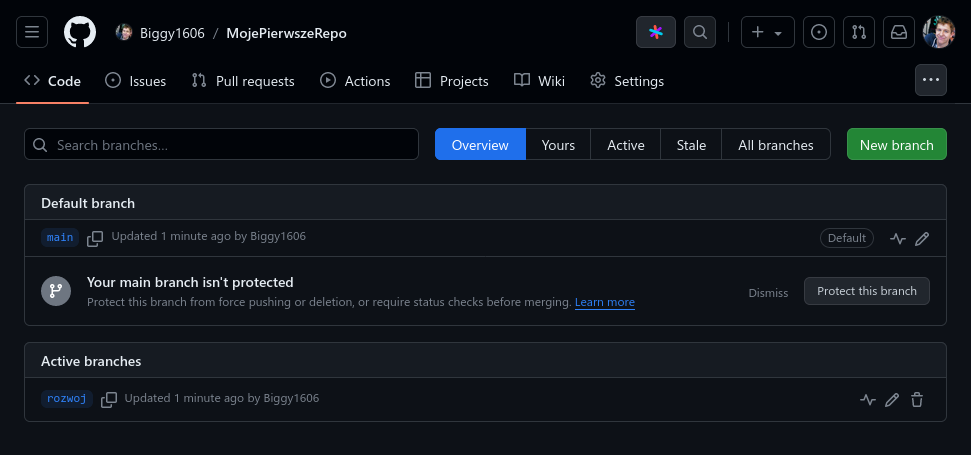 Biggy1606 / MojePierwszeRepo
Code Issues Pull requests Actions Projects Wiki Settings
Search branches... Overview Yours Active Stale All branches New branch
Default branch
main Updated 1 minute ago by Biggy1606 Default
Your main branch isn't protected
Protect this branch from force pushing or deletion, or require status checks before merging. Learn more
Dismiss Protect this branch
Active branches
rozwoj Updated 1 minute ago by Biggy1606